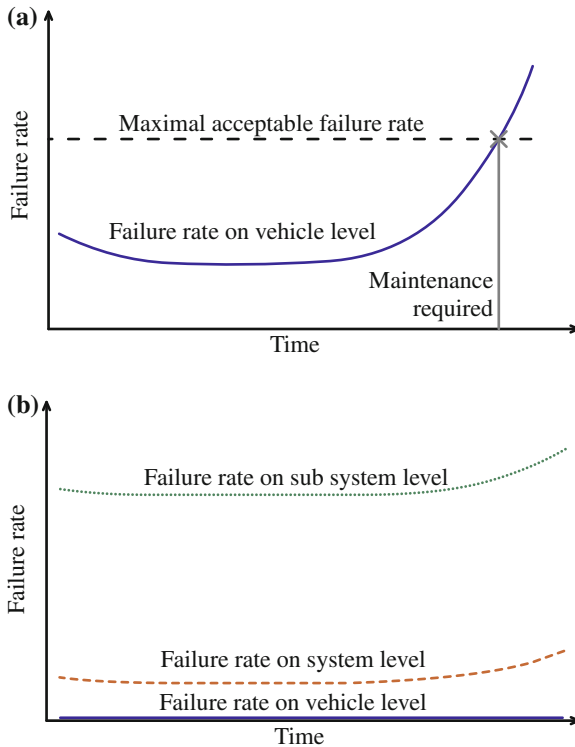 (a)
Failure rate
Maximal acceptable failure rate
Failure rate on vehicle level
Maintenance
required
Time
(b)
Failure rate
Failure rate on sub system level
Failure rate on system level
Failure rate on vehicle level
Time